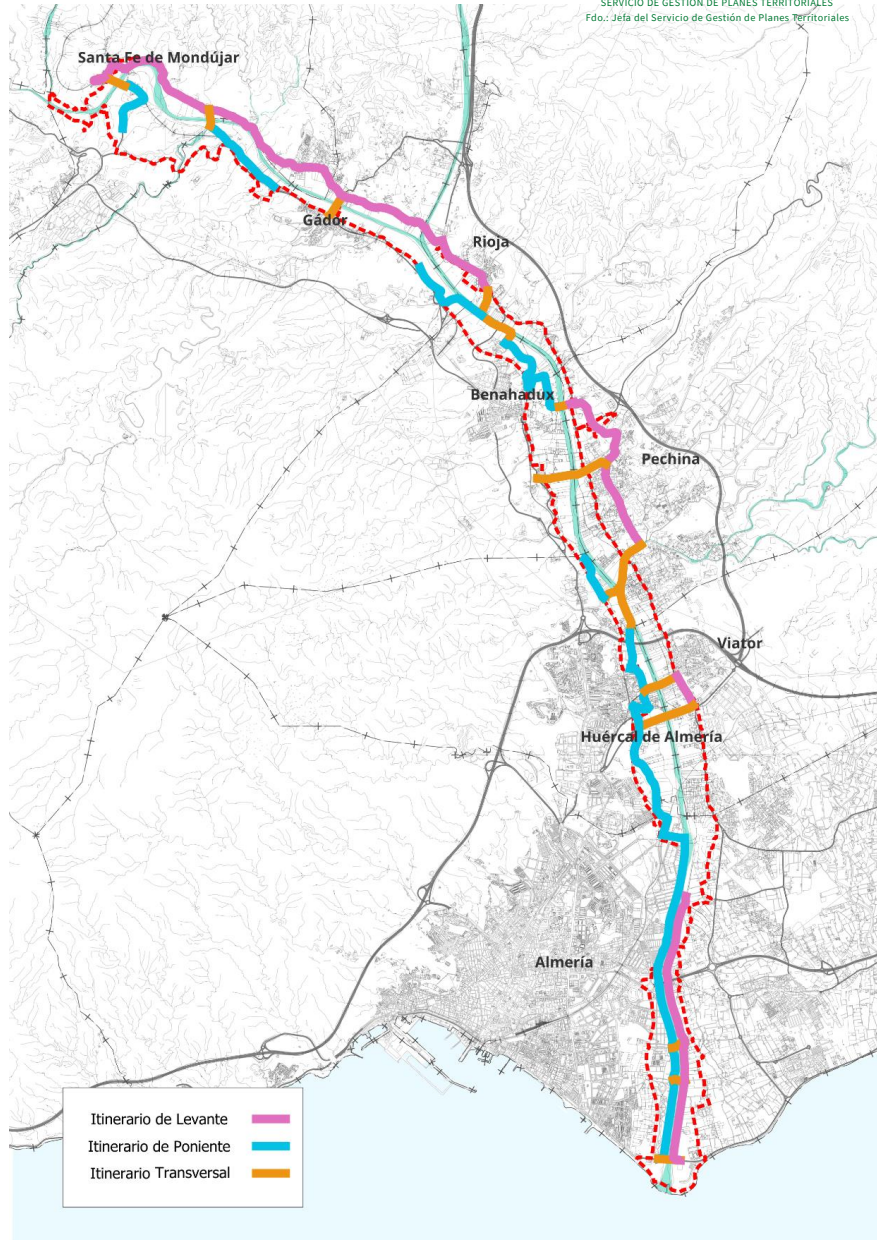 SERVICIO DE GESTIÓN DE PLANES TERRITORIALES
Fdo.: Jefa del Servicio de Gestión de Planes Territoriales
Santa Fe de Mondújar
Gádor
Rioja
Benahadux
Pechina
Viator
Huércal de Almería
Almería
Itinerario de Levante
Itinerario de Poniente
Itinerario Transversal